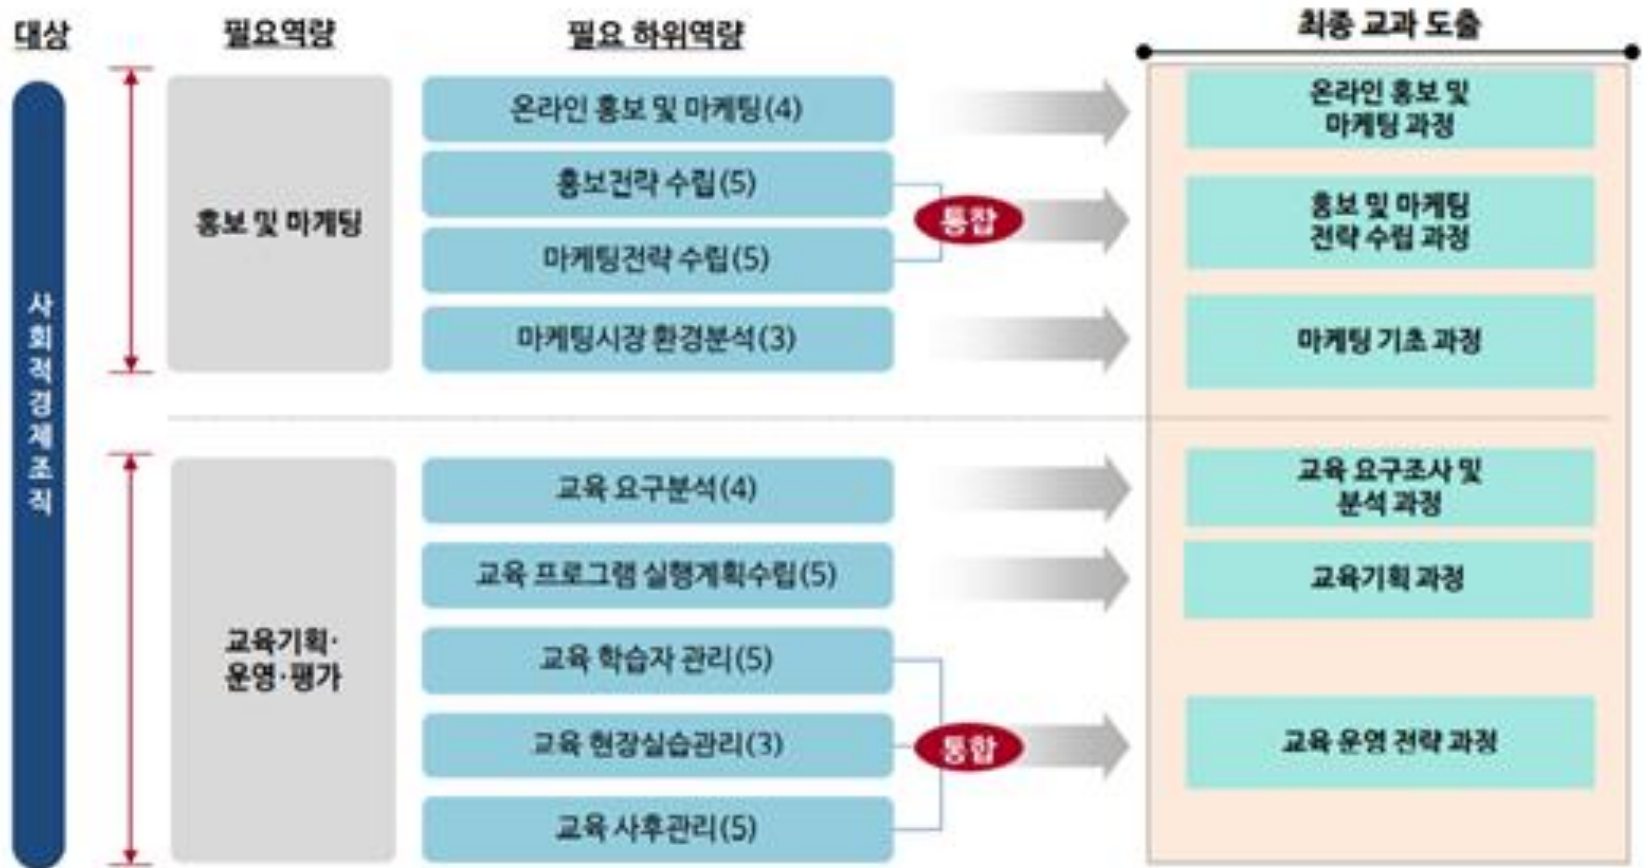 대상
필요역량
필요 하위역량
최종 교과 도출
사회적경제조직
홍보 및 마케팅
온라인 홍보 및 마케팅(4)
홍보전략 수립(5)
마케팅전략 수립(5)
마케팅시장 환경분석(3)
통합
온라인 홍보 및
마케팅 과정
홍보 및 마케팅
전략 수립 과정
마케팅 기초 과정
교육기획·
운영·평가
교육 요구분석(4)
교육 프로그램 실행계획수립(5)
교육 학습자 관리(5)
교육 현장실습관리(3)
교육 사후관리(5)
통합
교육 요구조사 및
분석 과정
교육기획 과정
교육 운영 전략 과정